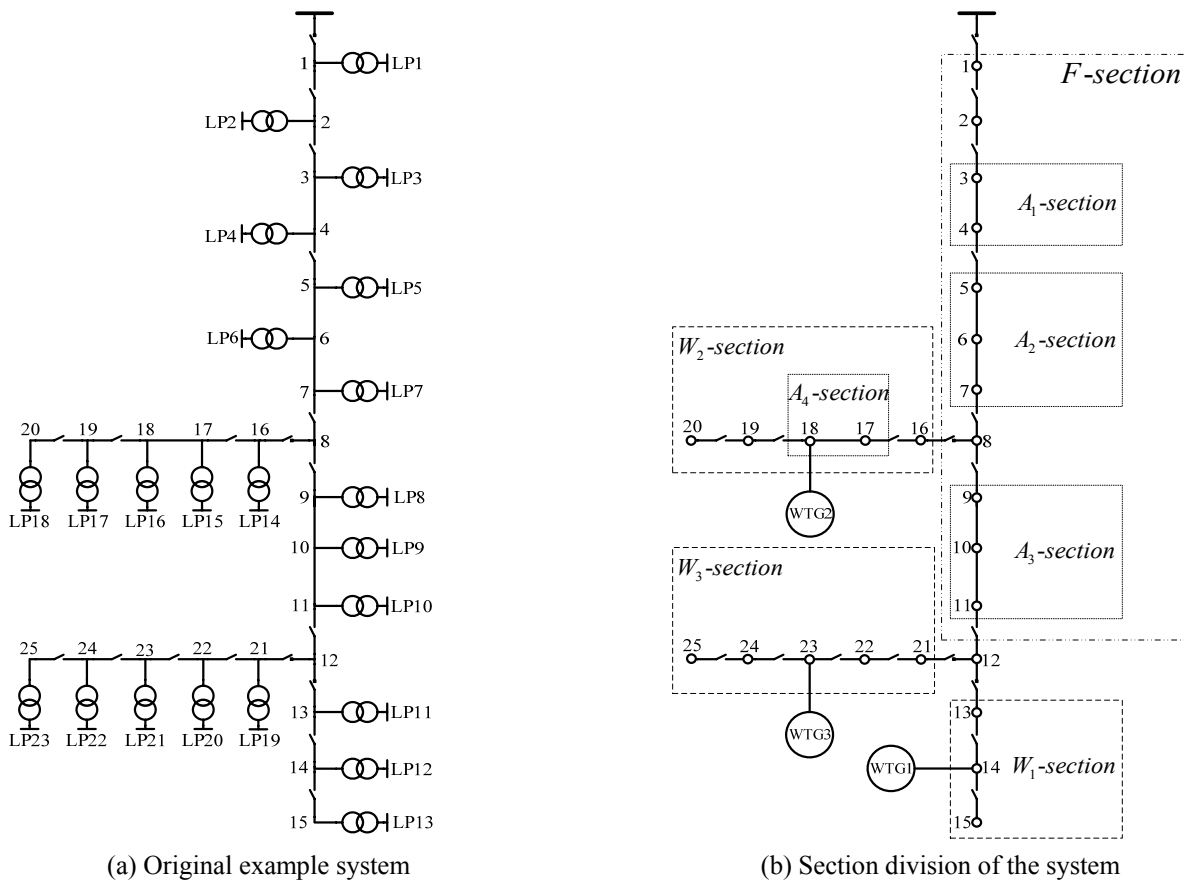 1
LP1
LP2
2
3
LP3
LP4
4
5
LP5
LP6
6
7
LP7
20 19 18 17 16
8
LP18 LP17 LP16 LP15 LP14
9
LP8
10
LP9
11
LP10
25 24 23 22 21
12
LP23 LP22 LP21 LP20 LP19
13
LP11
14
LP12
15
LP13
(a) Original example system
1
F-section
2
3
A1-section
4
5
6
A2-section
7
W2-section
A4-section
20 19 18 17 16
8
WTG2
9
10
A3-section
11
W3-section
25 24 23 22 21
12
WTG3
13
WTG1
14
W1-section
15
(b) Section division of the system